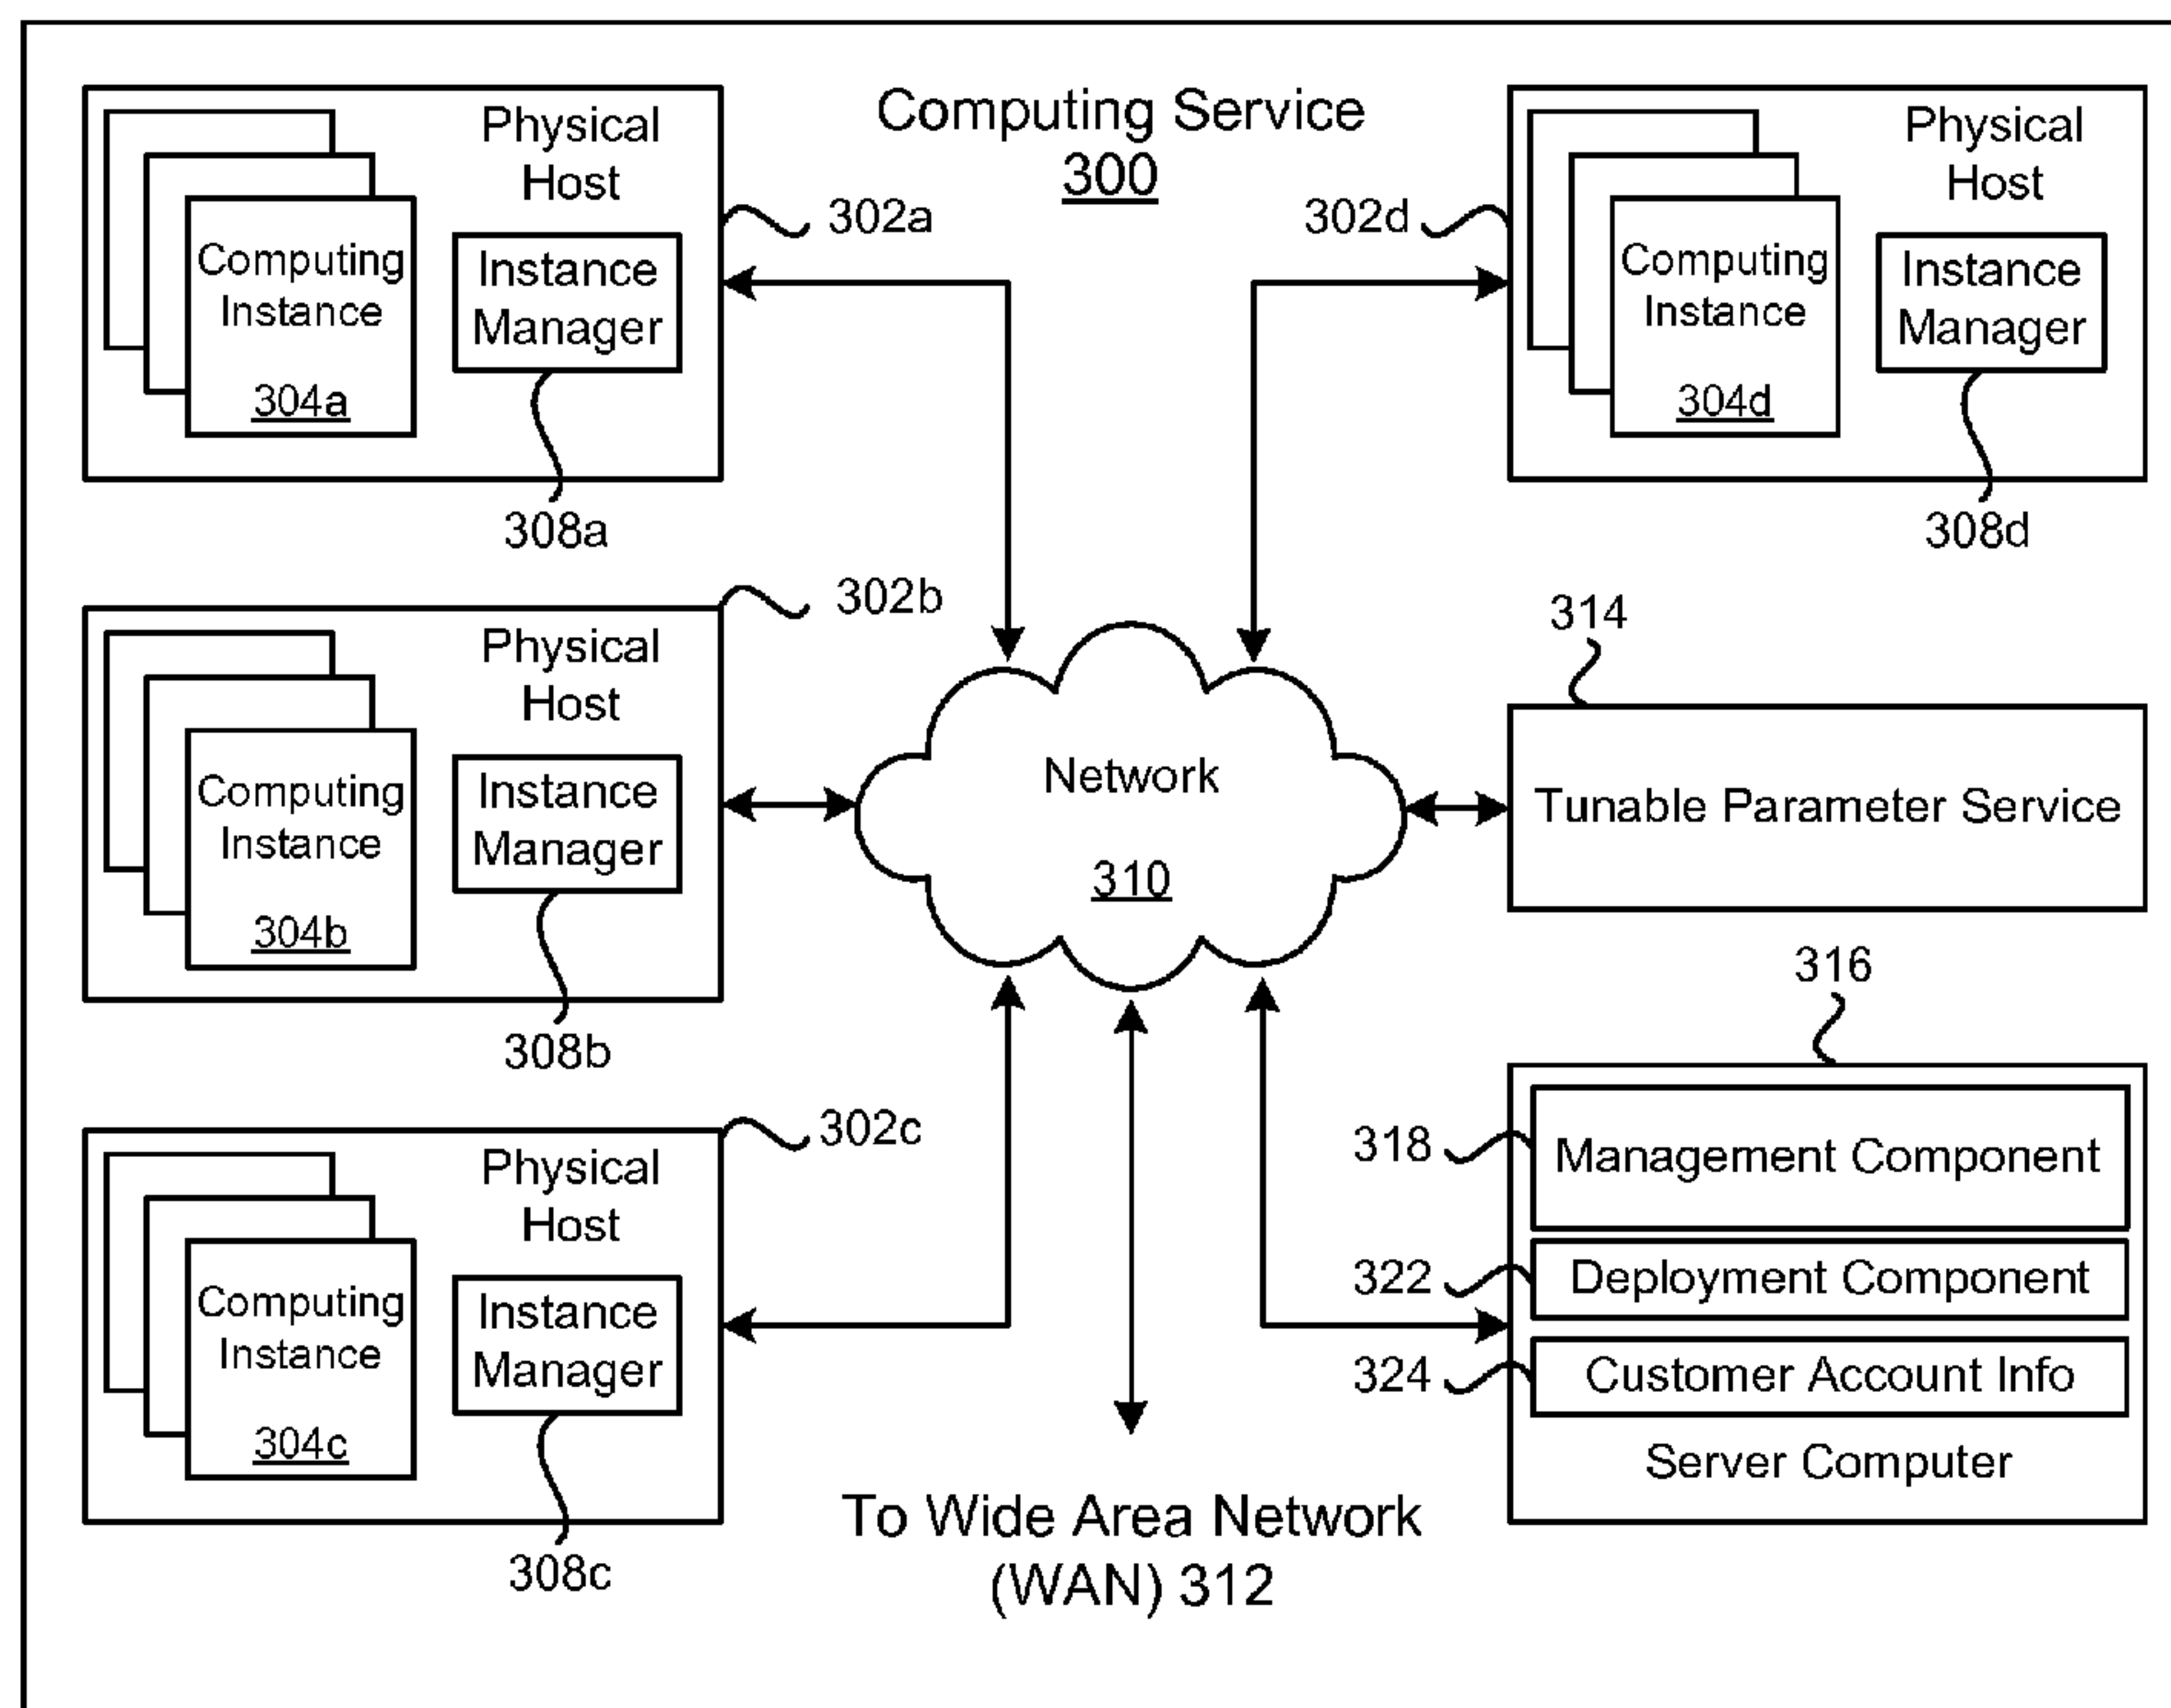 Computing Service
300
Physical
Host
302a
Computing
Instance
304a
Instance
Manager
308a
Physical
Host
302d
Computing
Instance
304d
Instance
Manager
308d
Physical
Host
302b
Computing
Instance
304b
Instance
Manager
308b
Network
310
314
Tunable Parameter Service
Physical
Host
302c
Computing
Instance
304c
Instance
Manager
308c
316
318
Management Component
322
Deployment Component
324
Customer Account Info
Server Computer
To Wide Area Network
(WAN) 312